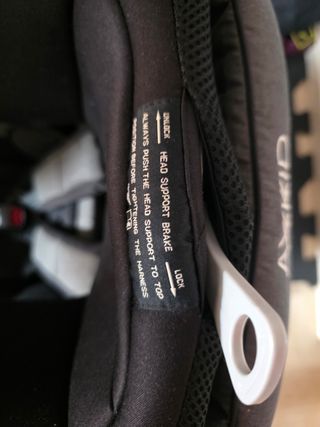 UNLOCK HEAD SUPPORT BRAKE LOCK
ALWAYS PUSH THE HEAD SUPPORT TO TOP
POSITION BEFORE TIGHTENING THE HARNESS
AXKID